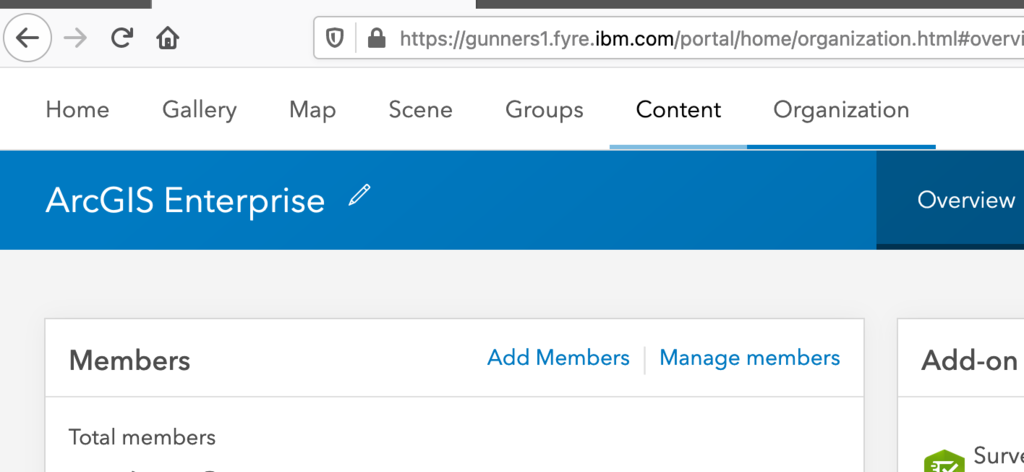 https://gunners1.fyre.ibm.com/portal/home/organization.html#overvi
Home Gallery Map Scene Groups Content Organization
ArcGIS Enterprise Overview
Members Add Members Manage members Add-on
Total members
Surve